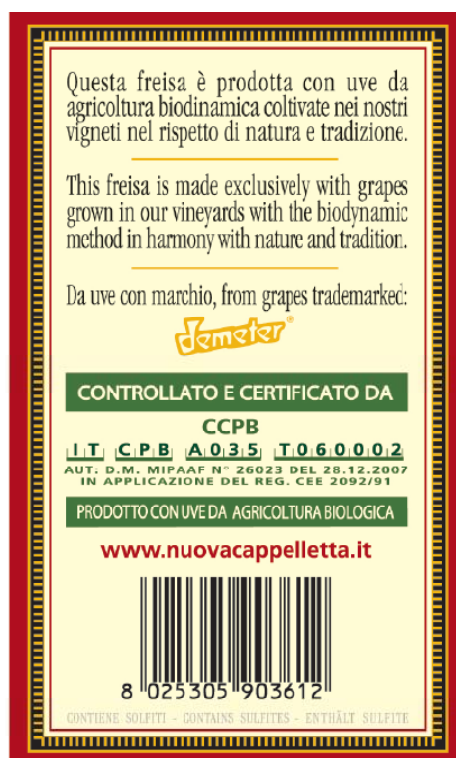 Questa freisa è prodotta con uve da
agricoltura biodinamica coltivate nei nostri
vigneti nel rispetto di natura e tradizione.
This freisa is made exclusively with grapes
grown in our vineyards with the biodynamic
method in harmony with nature and tradition.
Da uve con marchio, from grapes trademarked:
demeter®
CONTROLLATO E CERTIFICATO DA
CCPB
IT CPB A035 T060002
AUT. D.M. MIPAAF N° 26023 DEL 28.12.2007
IN APPLICAZIONE DEL REG. CEE 2092/91
PRODOTTO CON UVE DA AGRICOLTURA BIOLOGICA
www.nuovacappelletta.it
8 025305 903612
CONTIENE SOLFITI - CONTAINS SULFITES - ENTHÄLT SULFITE